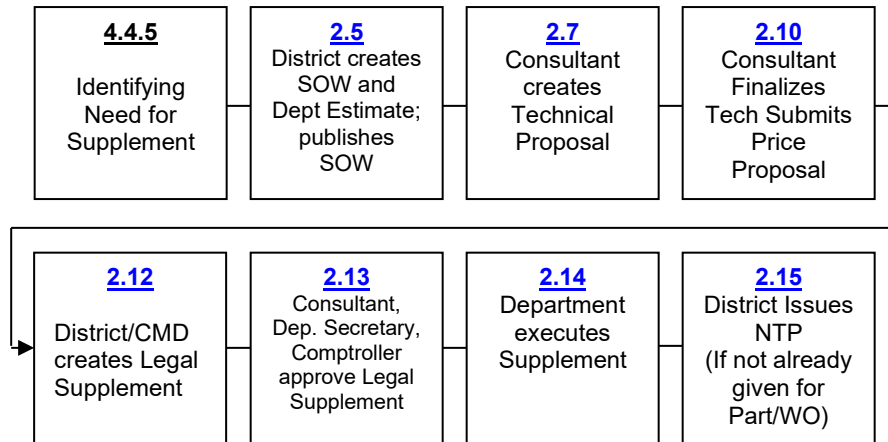 4.4.5
Identifying
Need for
Supplement
2.5
District creates
SOW and
Dept Estimate;
publishes
SOW
2.7
Consultant
creates
Technical
Proposal
2.10
Consultant
Finalizes
Tech Submits
Price
Proposal
2.12
District/CMD
creates Legal
Supplement
2.13
Consultant,
Dep. Secretary,
Comptroller
approve Legal
Supplement
2.14
Department
executes
Supplement
2.15
District Issues
NTP
(If not already
given for
Part/WO)